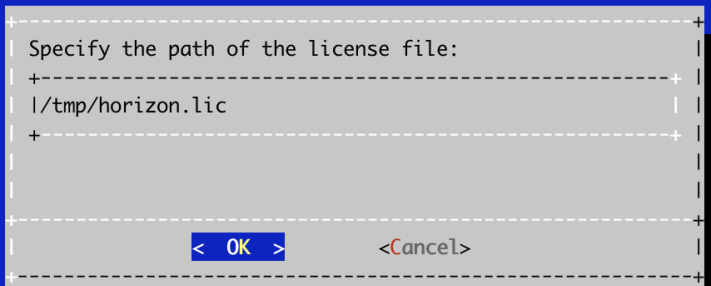 Specify the path of the license file:
/tmp/horizon.lic
< OK > <Cancel>